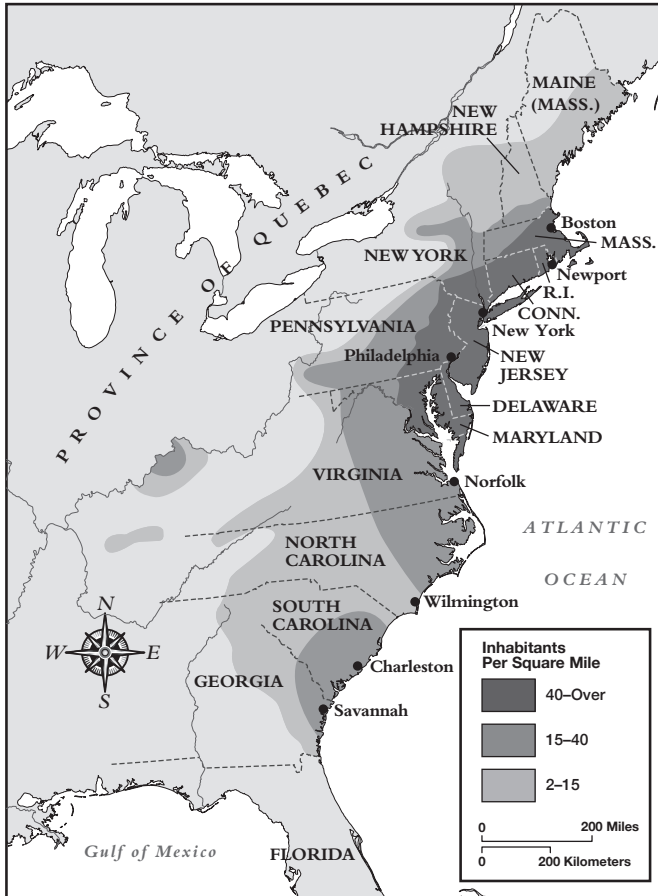 MAINE
(MASS.)
NEW
HAMPSHIRE
PROVINCE OF QUEBEC
Boston
MASS.
NEW YORK
Newport
R.I.
CONN.
New York
PENNSYLVANIA
Philadelphia
NEW
JERSEY
DELAWARE
MARYLAND
VIRGINIA
Norfolk
ATLANTIC
OCEAN
NORTH
CAROLINA
Wilmington
SOUTH
CAROLINA
N
W
E
S
Charleston
GEORGIA
Savannah
Inhabitants
Per Square Mile
40–Over
15–40
2–15
0 200 Miles
0 200 Kilometers
Gulf of Mexico
FLORIDA